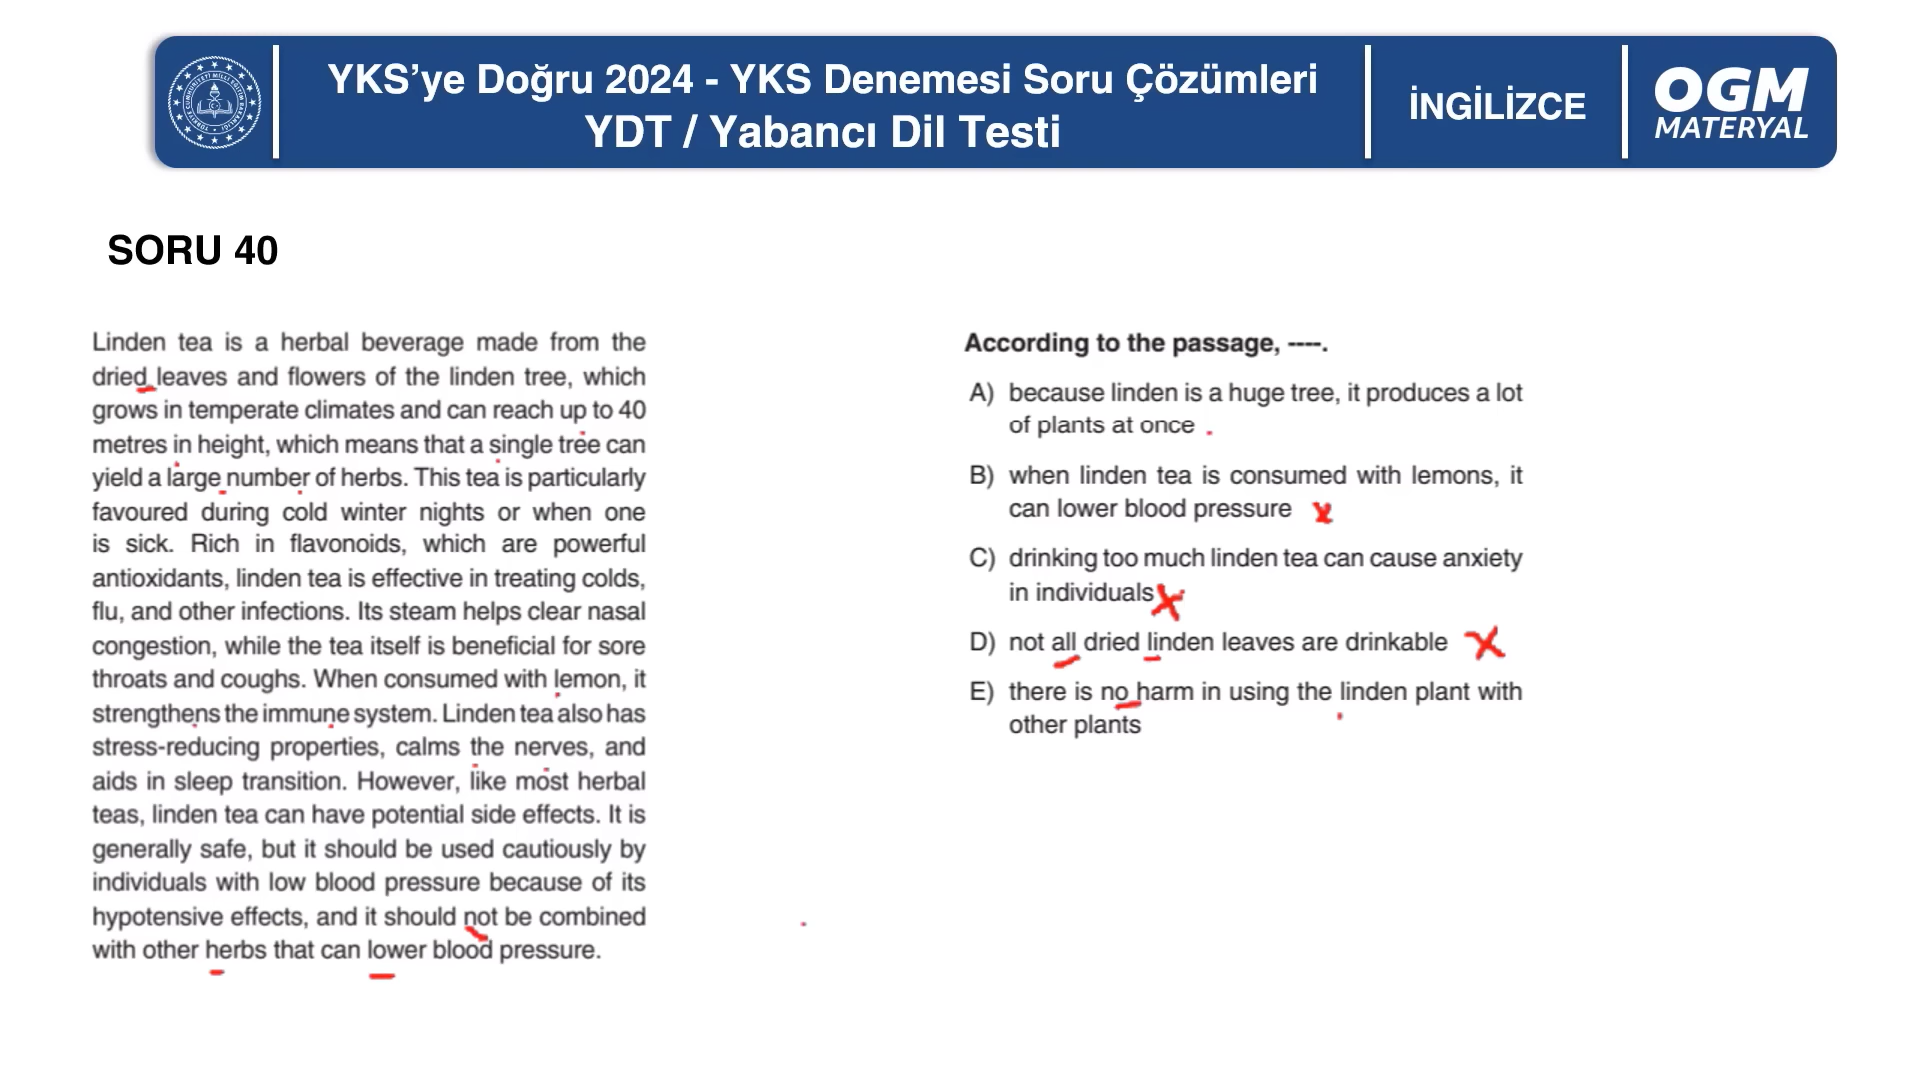 YKS'ye Doğru 2024 - YKS Denemesi Soru Çözümleri
YDT / Yabancı Dil Testi
İNGİLİZCE
OGM
MATERYAL
SORU 40
Linden tea is a herbal beverage made from the
dried leaves and flowers of the linden tree, which
grows in temperate climates and can reach up to 40
metres in height, which means that a single tree can
yield a large number of herbs. This tea is particularly
favoured during cold winter nights or when one
is sick. Rich in flavonoids, which are powerful
antioxidants, linden tea is effective in treating colds,
flu, and other infections. Its steam helps clear nasal
congestion, while the tea itself is beneficial for sore
throats and coughs. When consumed with lemon, it
strengthens the immune system. Linden tea also has
stress-reducing properties, calms the nerves, and
aids in sleep transition. However, like most herbal
teas, linden tea can have potential side effects. It is
generally safe, but it should be used cautiously by
individuals with low blood pressure because of its
hypotensive effects, and it should not be combined
with other herbs that can lower blood pressure.
According to the passage, ----.
A) because linden is a huge tree, it produces a lot
of plants at once
B) when linden tea is consumed with lemons, it
can lower blood pressure
C) drinking too much linden tea can cause anxiety
in individuals
D) not all dried linden leaves are drinkable
E) there is no harm in using the linden plant with
other plants